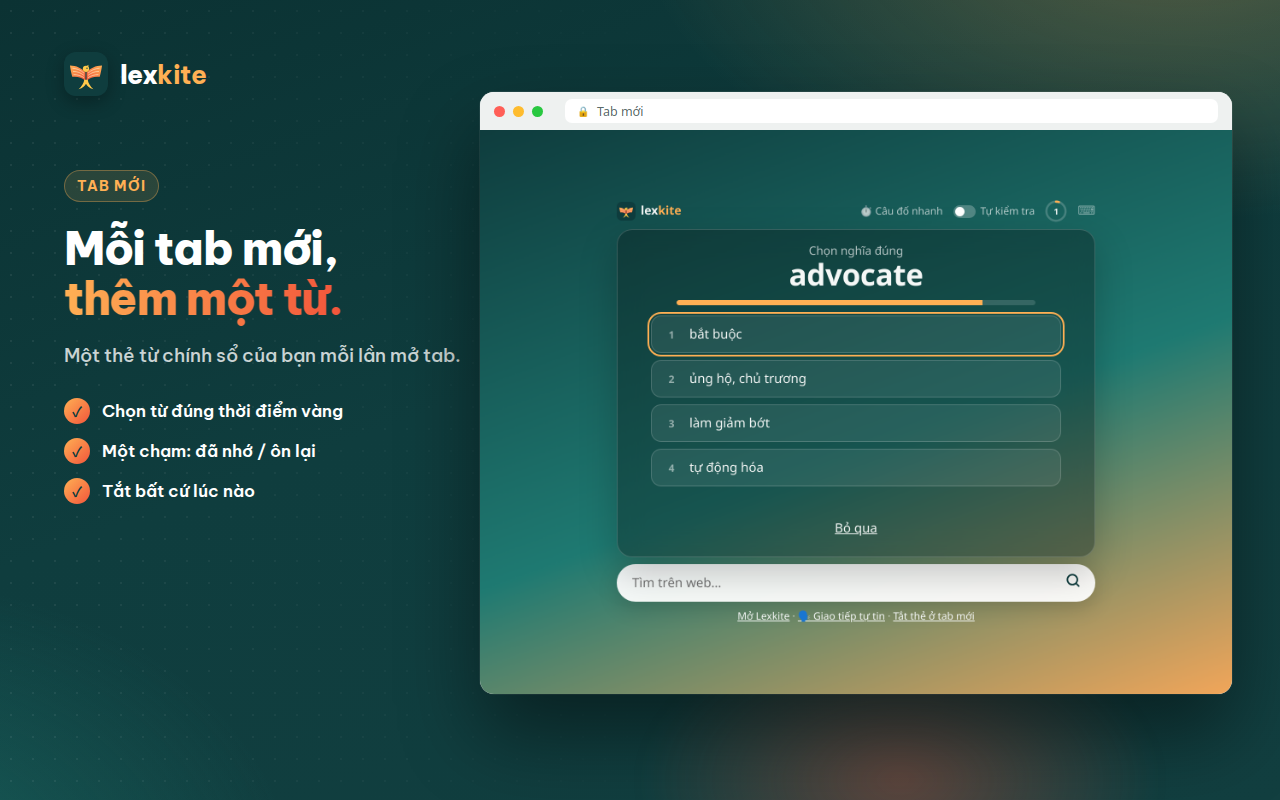 lexkite
TAB MỚI
Mỗi tab mới,
thêm một từ.
Một thẻ từ chính sổ của bạn mỗi lần mở tab.
Chọn từ đúng thời điểm vàng
Một chạm: đã nhớ / ôn lại
Tắt bất cứ lúc nào
Tab mới
lexkite
Câu đố nhanh
Tự kiểm tra
1
Chọn nghĩa đúng
advocate
1 bắt buộc
2 ủng hộ, chủ trương
3 làm giảm bớt
4 tự động hóa
Bỏ qua
Tìm trên web...
Mở Lexkite · Giao tiếp tự tin · Tắt thẻ ở tab mới